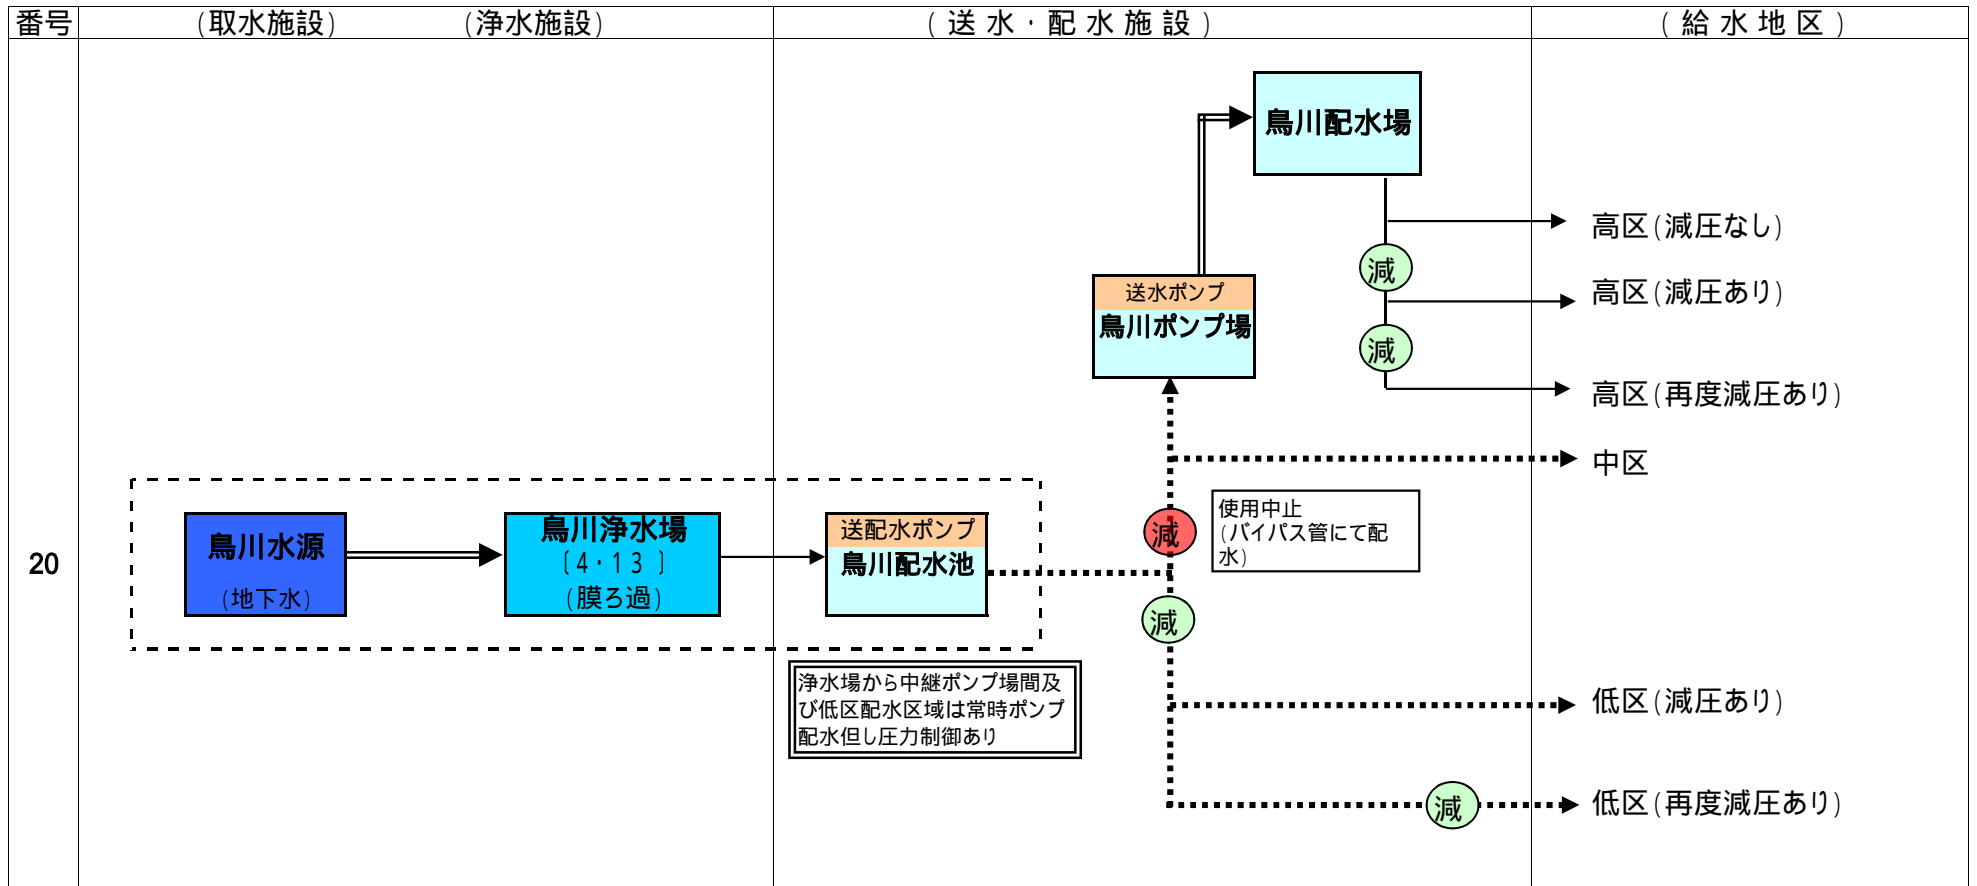 番号
(取水施設)
(浄水施設)
(送水・配水施設)
(給水地区)
20
鳥川水源
(地下水)
鳥川浄水場
〔4・13〕
(膜ろ過)
送配水ポンプ
鳥川配水池
浄水場から中継ポンプ場間及
び低区配水区域は常時ポンプ
配水但し圧力制御あり
送水ポンプ
鳥川ポンプ場
鳥川配水場
減
減
減
使用中止
(バイパス管にて配
水)
減
減
高区(減圧なし)
高区(減圧あり)
高区(再度減圧あり)
中区
低区(減圧あり)
低区(再度減圧あり)